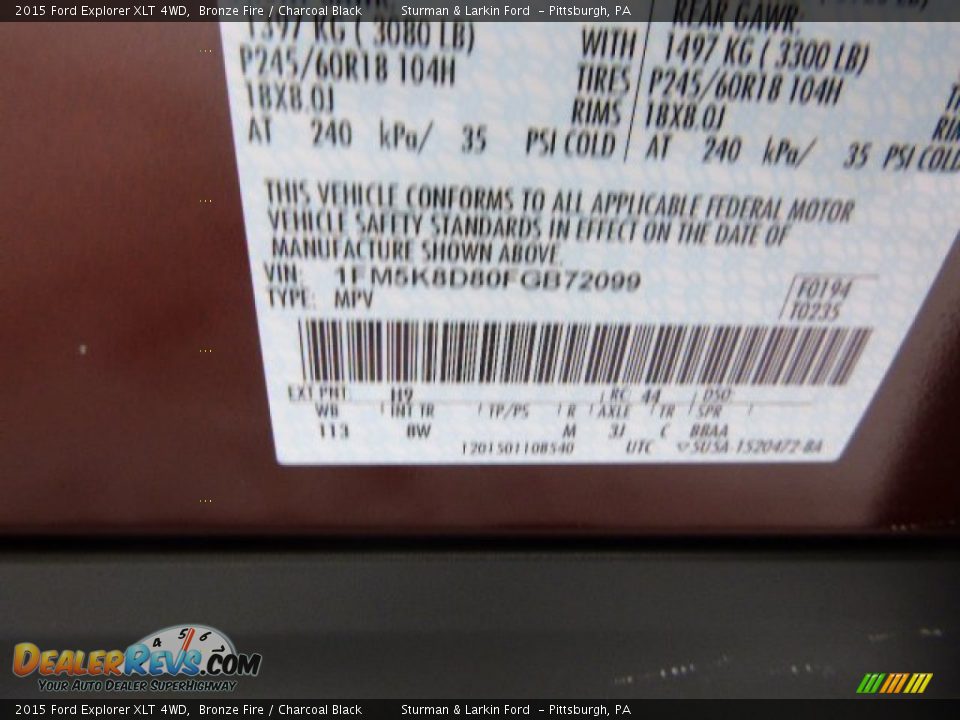 2015 Ford Explorer XLT 4WD, Bronze Fire / Charcoal Black Sturman & Larkin Ford - Pittsburgh, PA
REAR GAWR:
1397 KG ( 3080 LB) WITH 1497 KG ( 3300 LB)
P245/60R18 104H TIRES P245/60R18 104H
18X8.0J RIMS 18X8.0J
AT 240 kPa/ 35 PSI COLD AT 240 kPa/ 35 PSI COLD
THIS VEHICLE CONFORMS TO ALL APPLICABLE FEDERAL MOTOR
VEHICLE SAFETY STANDARDS IN EFFECT ON THE DATE OF
MANUFACTURE SHOWN ABOVE.
VIN: 1FM5K8D80FGB72099
TYPE: MPV
F0194
T0235
EXT PNT H9 RC: 44 DSO:
WB INT TR TP/PS R AXLE TR SPR
113 8W M 3J C BBAA
1201501108540 UTC SU5A-1520472-BA
DEALERREVS.COM
YOUR AUTO DEALER SUPERHIGHWAY
4 5 6
2015 Ford Explorer XLT 4WD, Bronze Fire / Charcoal Black Sturman & Larkin Ford - Pittsburgh, PA